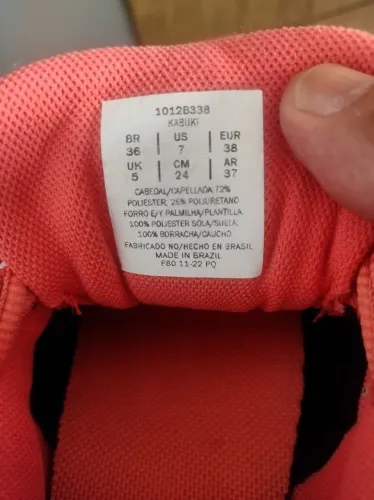 1012B338
KABUKI
BR US EUR
36 7 38
UK CM AR
5 24 37
CABEDAL/CAPELLADA 72%
POLIESTER, 26% POLIURETANO
FORRO E/Y PALMILHA/PLANTILLA
100% POLIESTER SOLA/SUELA
100% BORRACHA/CAUCHO
FABRICADO NO/HECHO EN BRASIL
MADE IN BRAZIL
FBO 11-22 PQ